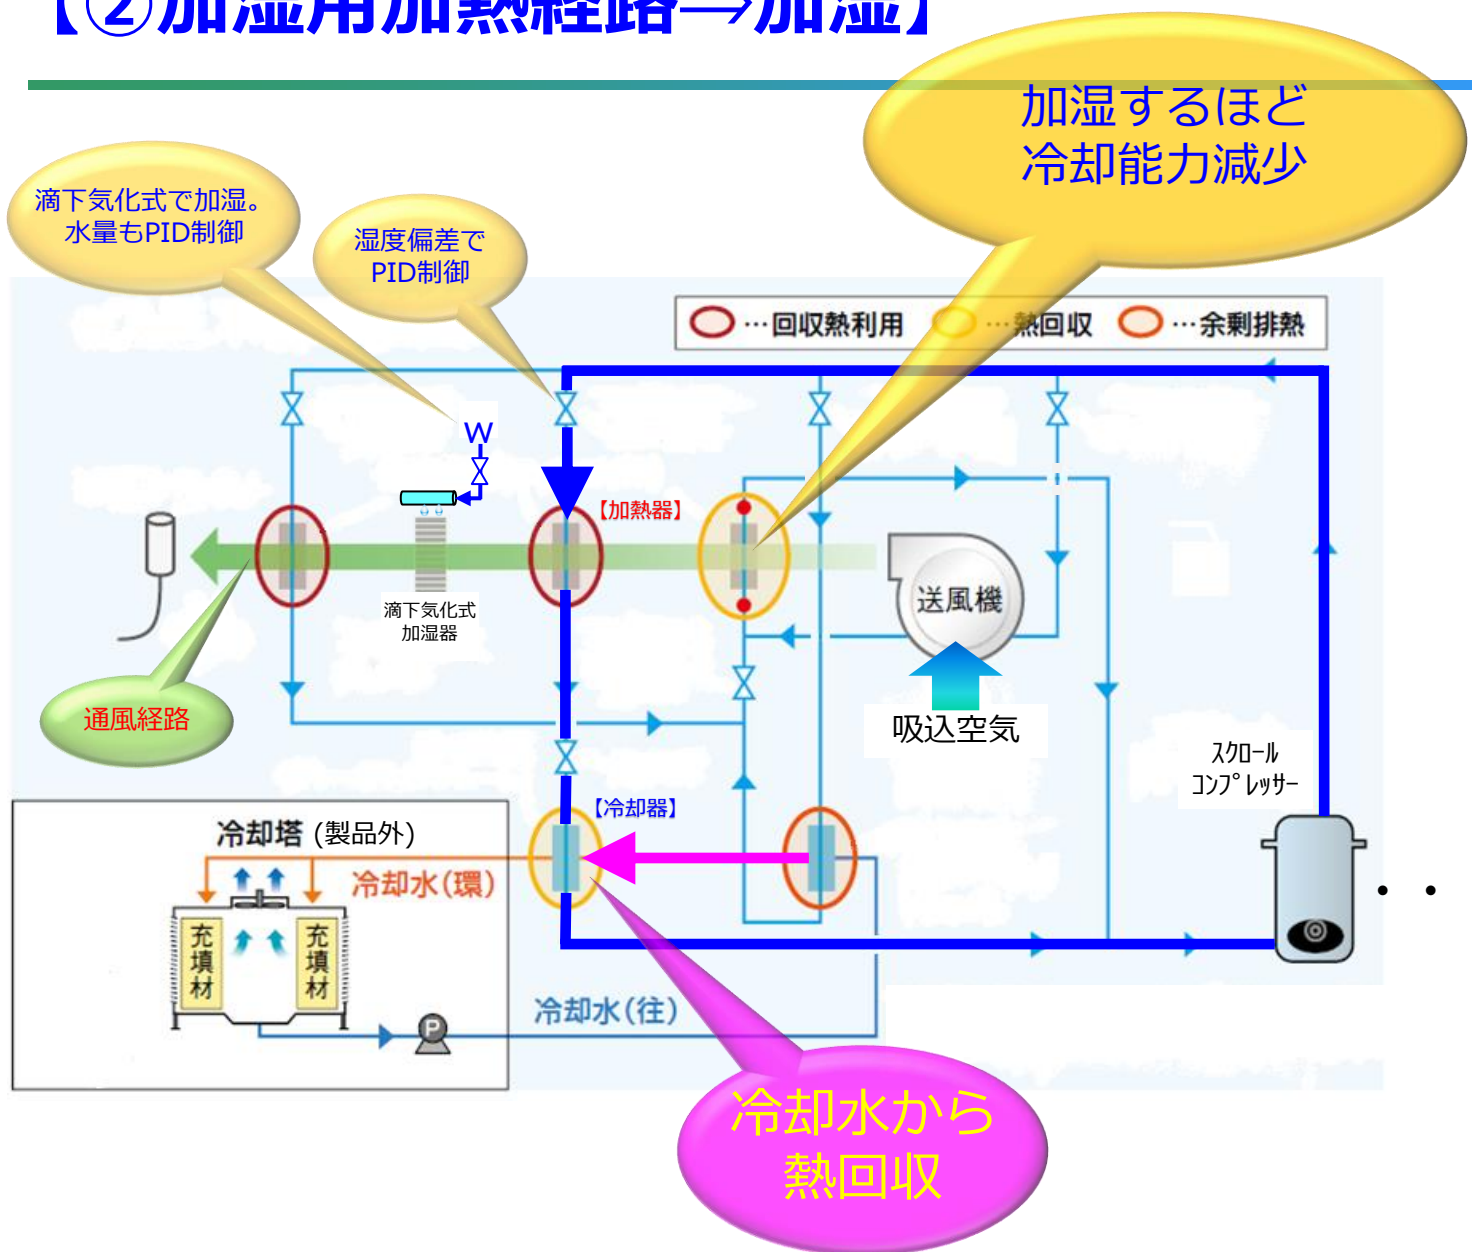 【②加湿用加熱経路⇒加湿】
加湿するほど
冷却能力減少
滴下気化式で加湿。
水量もPID制御
湿度偏差で
PID制御
…回収熱利用 …熱回収 …余剰排熱
W
【加熱器】
滴下気化式
加湿器
送風機
通風経路
吸込空気
ｽｸﾛｰﾙ
ｺﾝﾌﾟﾚｯｻｰ
【冷却器】
冷却塔 (製品外)
冷却水(環)
・・
充填材
充填材
冷却水(往)
P
冷却水から
熱回収